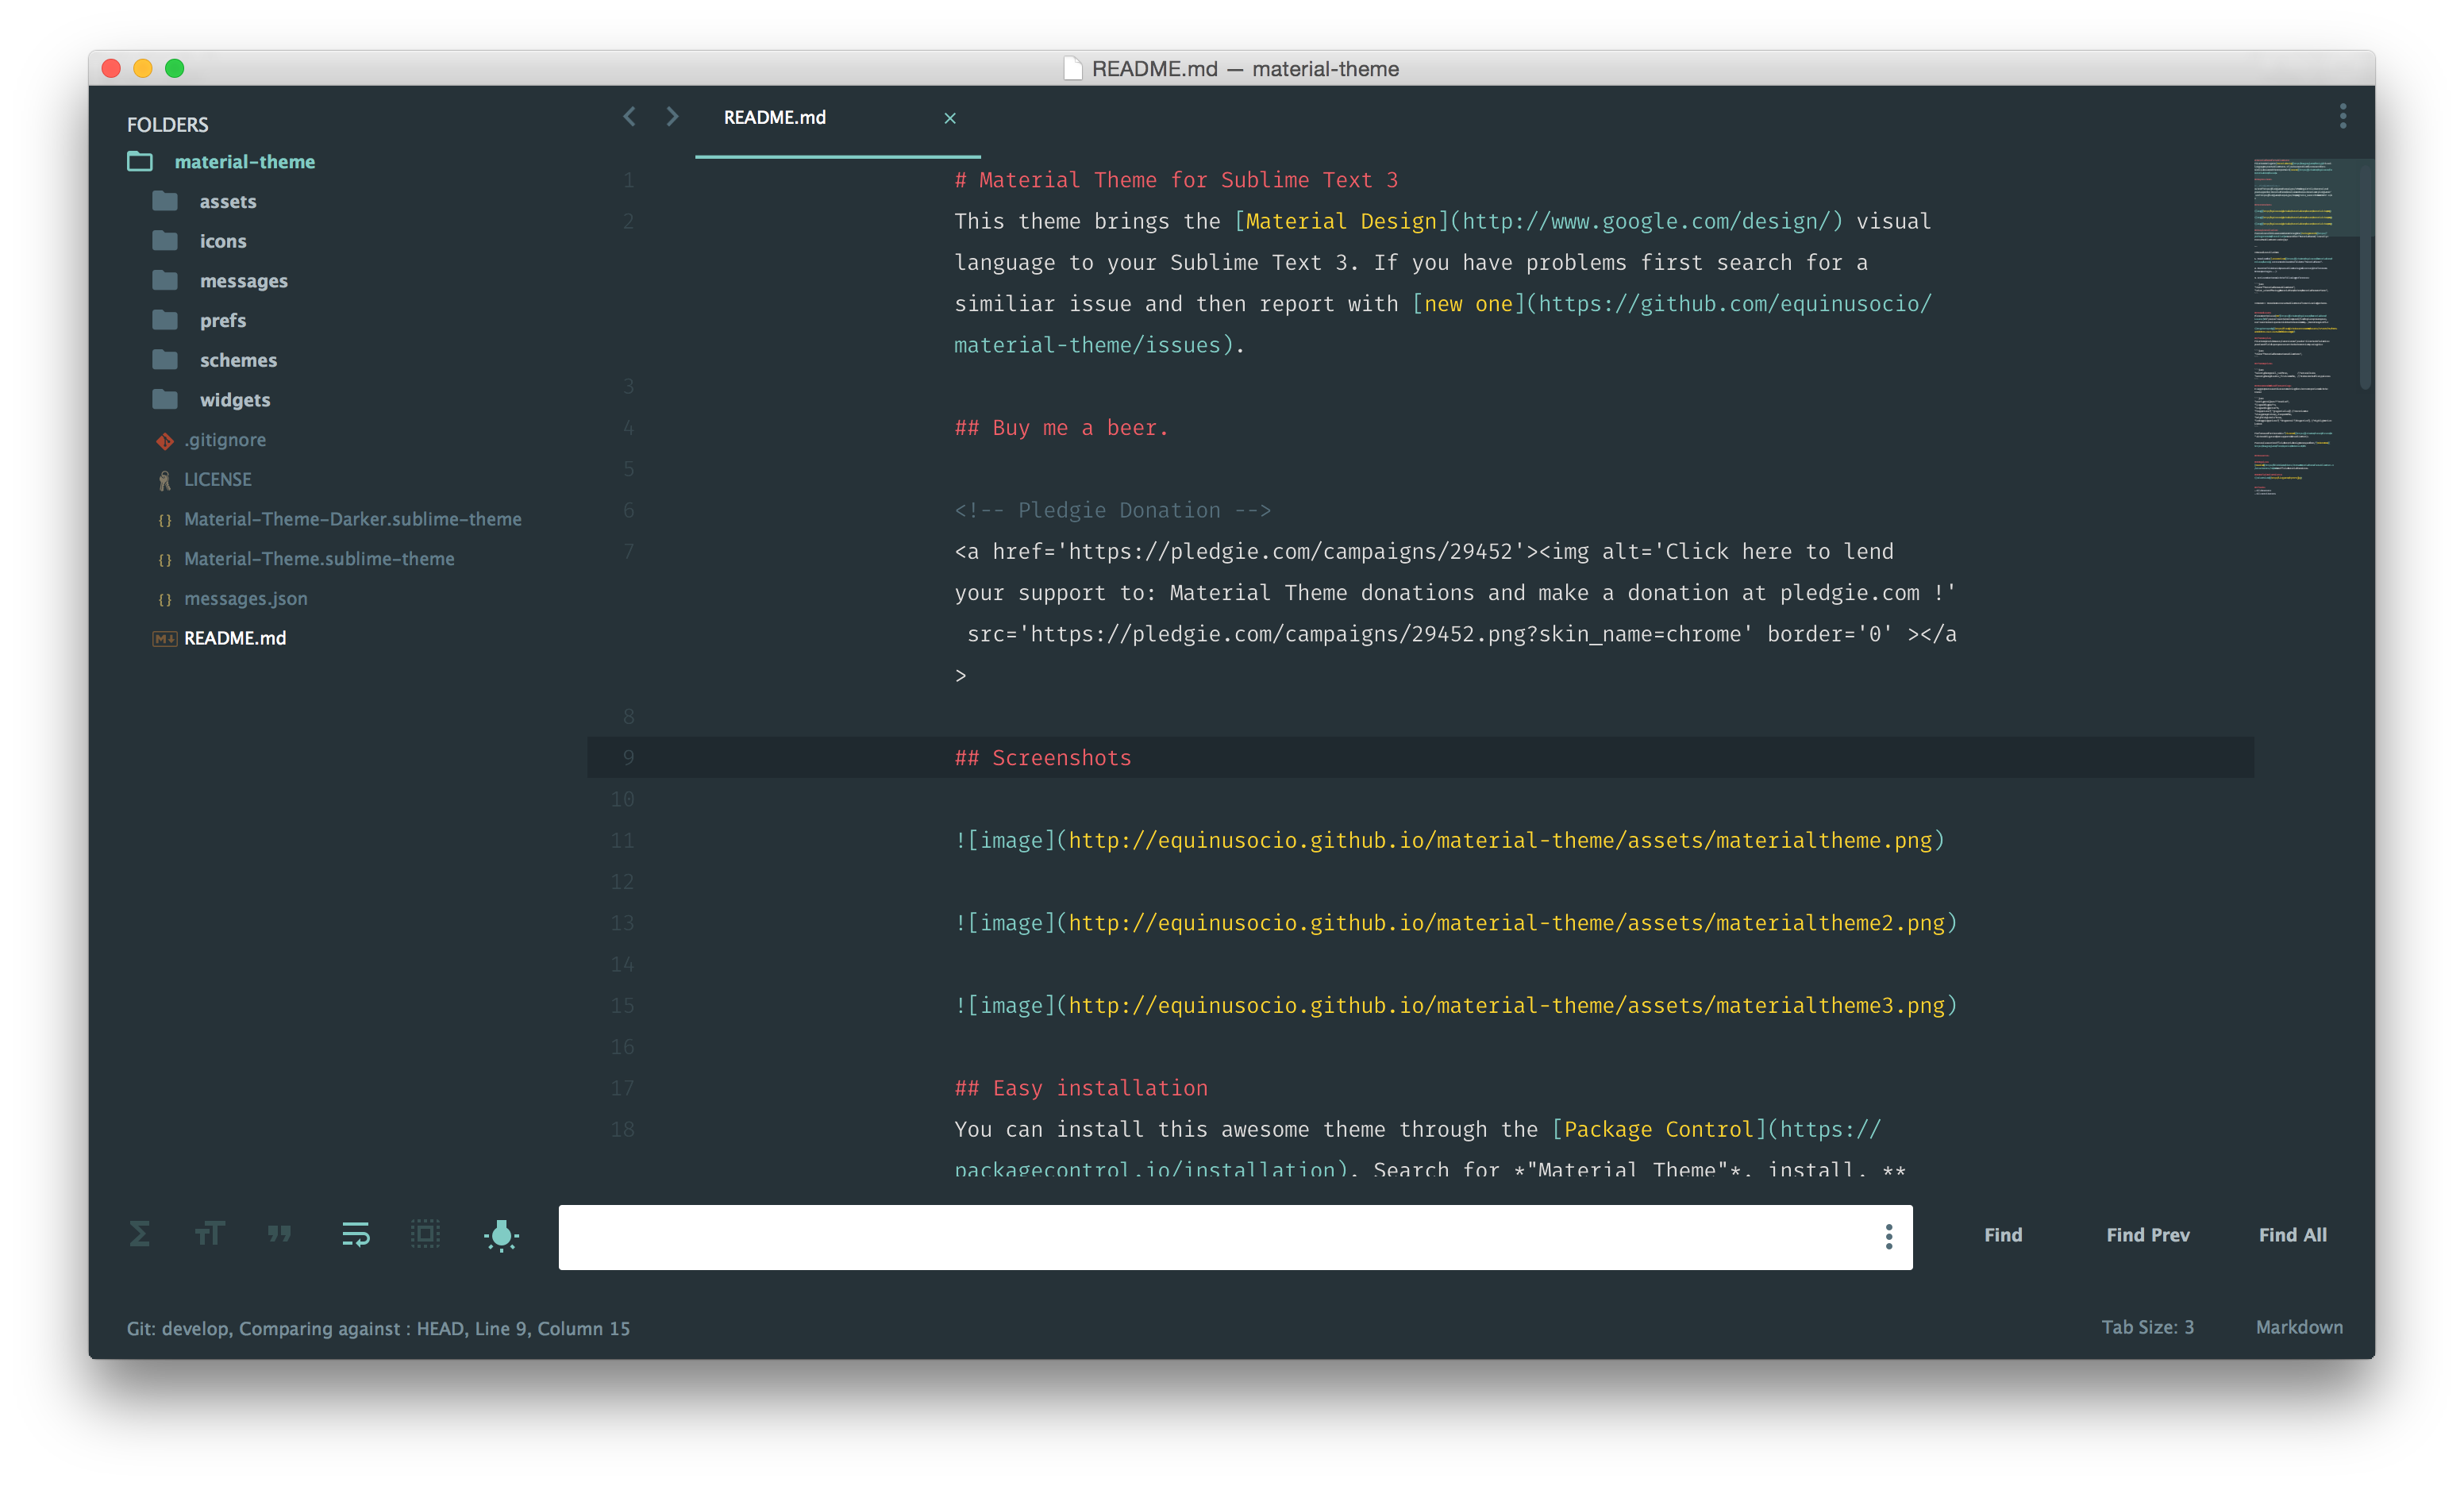 README.md — material-theme
FOLDERS
material-theme
assets
icons
messages
prefs
schemes
widgets
.gitignore
LICENSE
{} Material-Theme-Darker.sublime-theme
{} Material-Theme.sublime-theme
{} messages.json
M↓ README.md
README.md ×
1 # Material Theme for Sublime Text 3
2 This theme brings the [Material Design](http://www.google.com/design/) visual
language to your Sublime Text 3. If you have problems first search for a
similiar issue and then report with [new one](https://github.com/equinusocio/
material-theme/issues).
3
4 ## Buy me a beer.
5
6 <!-- Pledgie Donation -->
7 <a href='https://pledgie.com/campaigns/29452'><img alt='Click here to lend
your support to: Material Theme donations and make a donation at pledgie.com !'
src='https://pledgie.com/campaigns/29452.png?skin_name=chrome' border='0' ></a
>
8
9 ## Screenshots
10
11 ![image](http://equinusocio.github.io/material-theme/assets/materialtheme.png)
12
13 ![image](http://equinusocio.github.io/material-theme/assets/materialtheme2.png)
14
15 ![image](http://equinusocio.github.io/material-theme/assets/materialtheme3.png)
16
17 ## Easy installation
18 You can install this awesome theme through the [Package Control](https://
packagecontrol.io/installation). Search for *"Material Theme"*, install, **
Find
Find Prev
Find All
Git: develop, Comparing against : HEAD, Line 9, Column 15
Tab Size: 3
Markdown